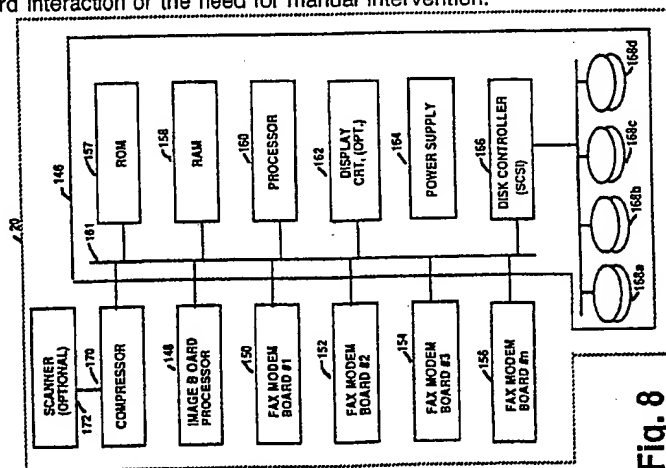 rd interaction or the need for manual intervention.
20
146
157
ROM
158
RAM
160
PROCESSOR
162
DISPLAY
CRT, (OPT.)
164
POWER SUPPLY
166
DISK CONTROLLER
(SCSI)
168a
168b
168c
168d
161
SCANNER
(OPTIONAL)
172
170
COMPRESSOR
148
IMAGE B OARD
PROCESSOR
150
FAX MODEM
BOARD #1
152
FAX MODEM
BOARD #2
154
FAX MODEM
BOARD #3
156
FAX MODEM
BOARD #n
Fig. 8